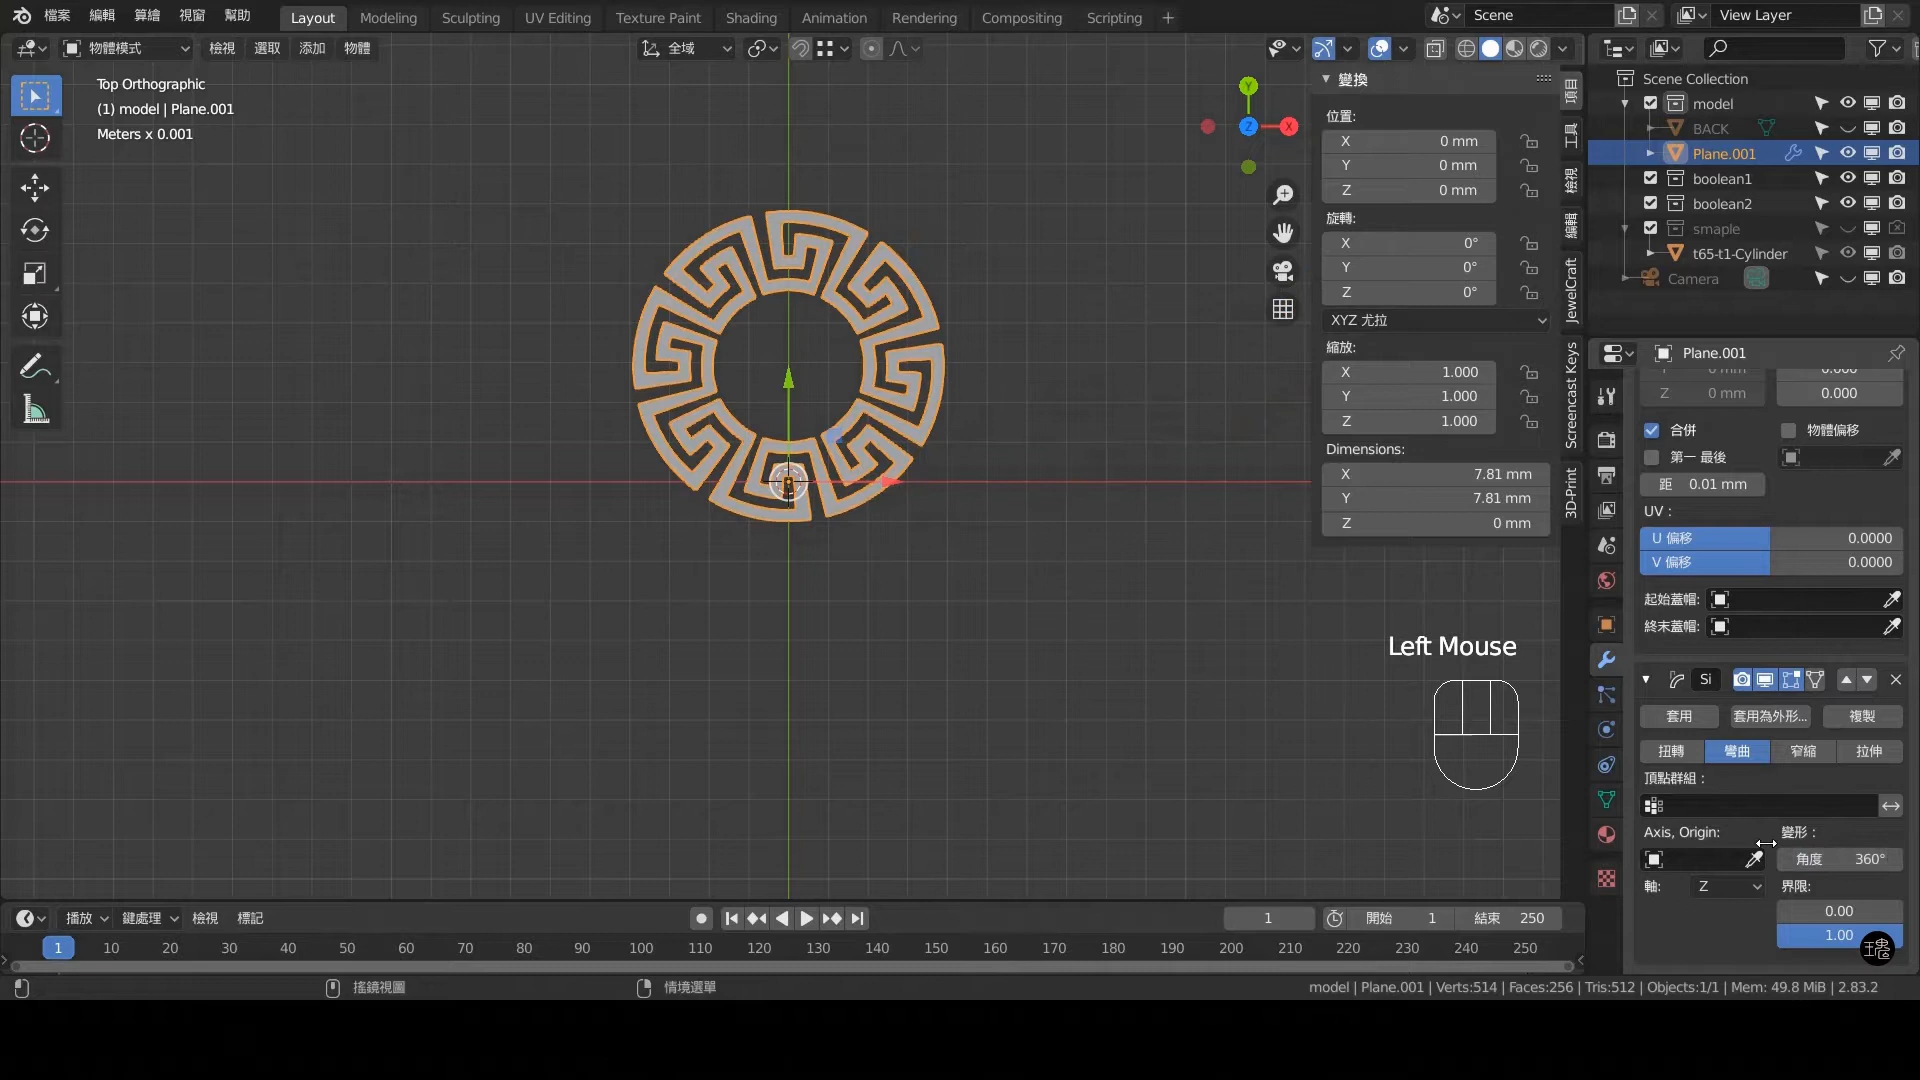 檔案 編輯 算繪 視窗 幫助 Layout Modeling Sculpting UV Editing Texture Paint Shading Animation Rendering Compositing Scripting + Scene View Layer
物體模式 檢視 選取 添加 物體 全域
Top Orthographic
(1) model | Plane.001
Meters x 0.001
Y
X
Z
變換
位置:
X 0 mm
Y 0 mm
Z 0 mm
旋轉:
X 0°
Y 0°
Z 0°
XYZ 尤拉
縮放:
X 1.000
Y 1.000
Z 1.000
Dimensions:
X 7.81 mm
Y 7.81 mm
Z 0 mm
項目
工具
檢視
編輯
JewelCraft
Screencast Keys
3D-Print
Left Mouse
Scene Collection
model
BACK
Plane.001
boolean1
boolean2
smaple
t65-t1-Cylinder
Camera
Plane.001
Y 0 mm 0.000
Z 0 mm 0.000
合併 物體偏移
第一 最後
距 0.01 mm
UV :
U 偏移 0.0000
V 偏移 0.0000
起始蓋帽:
終末蓋帽:
Si
套用 套用為外形... 複製
扭轉 彎曲 窄縮 拉伸
頂點群組 :
Axis, Origin: 變形 :
角度 360°
軸: Z 界限:
0.00
1.00
播放 鍵處理 檢視 標記 1 開始 1 結束 250
1 10 20 30 40 50 60 70 80 90 100 110 120 130 140 150 160 170 180 190 200 210 220 230 240 250
搖鏡視圖 情境選單 model | Plane.001 | Verts:514 | Faces:256 | Tris:512 | Objects:1/1 | Mem: 49.8 MiB | 2.83.2